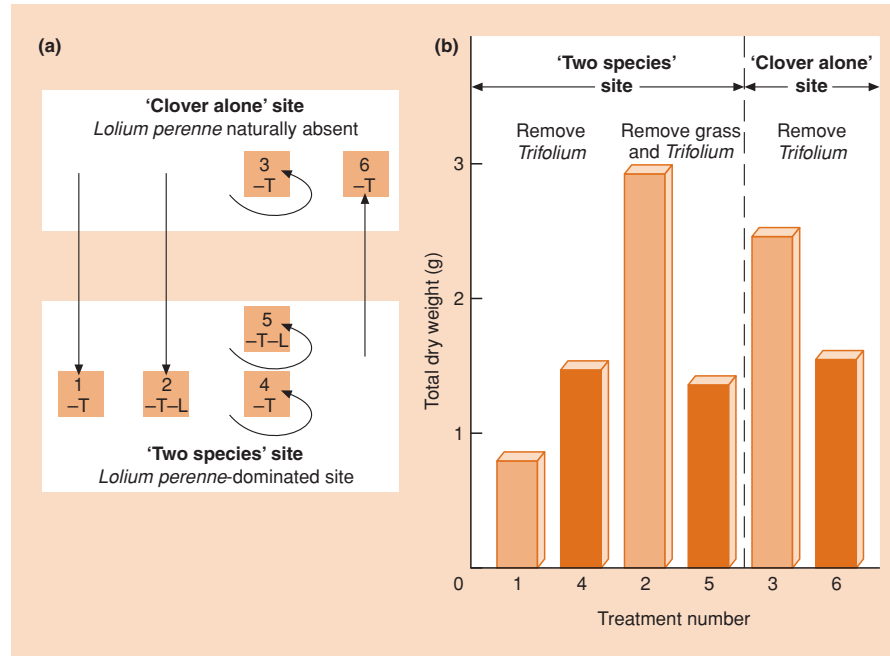 (a)
'Clover alone' site
Lolium perenne naturally absent
3
–T
6
–T
5
–T–L
1
–T
2
–T–L
4
–T
'Two species' site
Lolium perenne-dominated site
(b)
'Two species'
site
'Clover alone'
site
Remove
Trifolium
Remove grass
and Trifolium
Remove
Trifolium
Total dry weight (g)
3
2
1
0
1 4 2 5 3 6
Treatment number